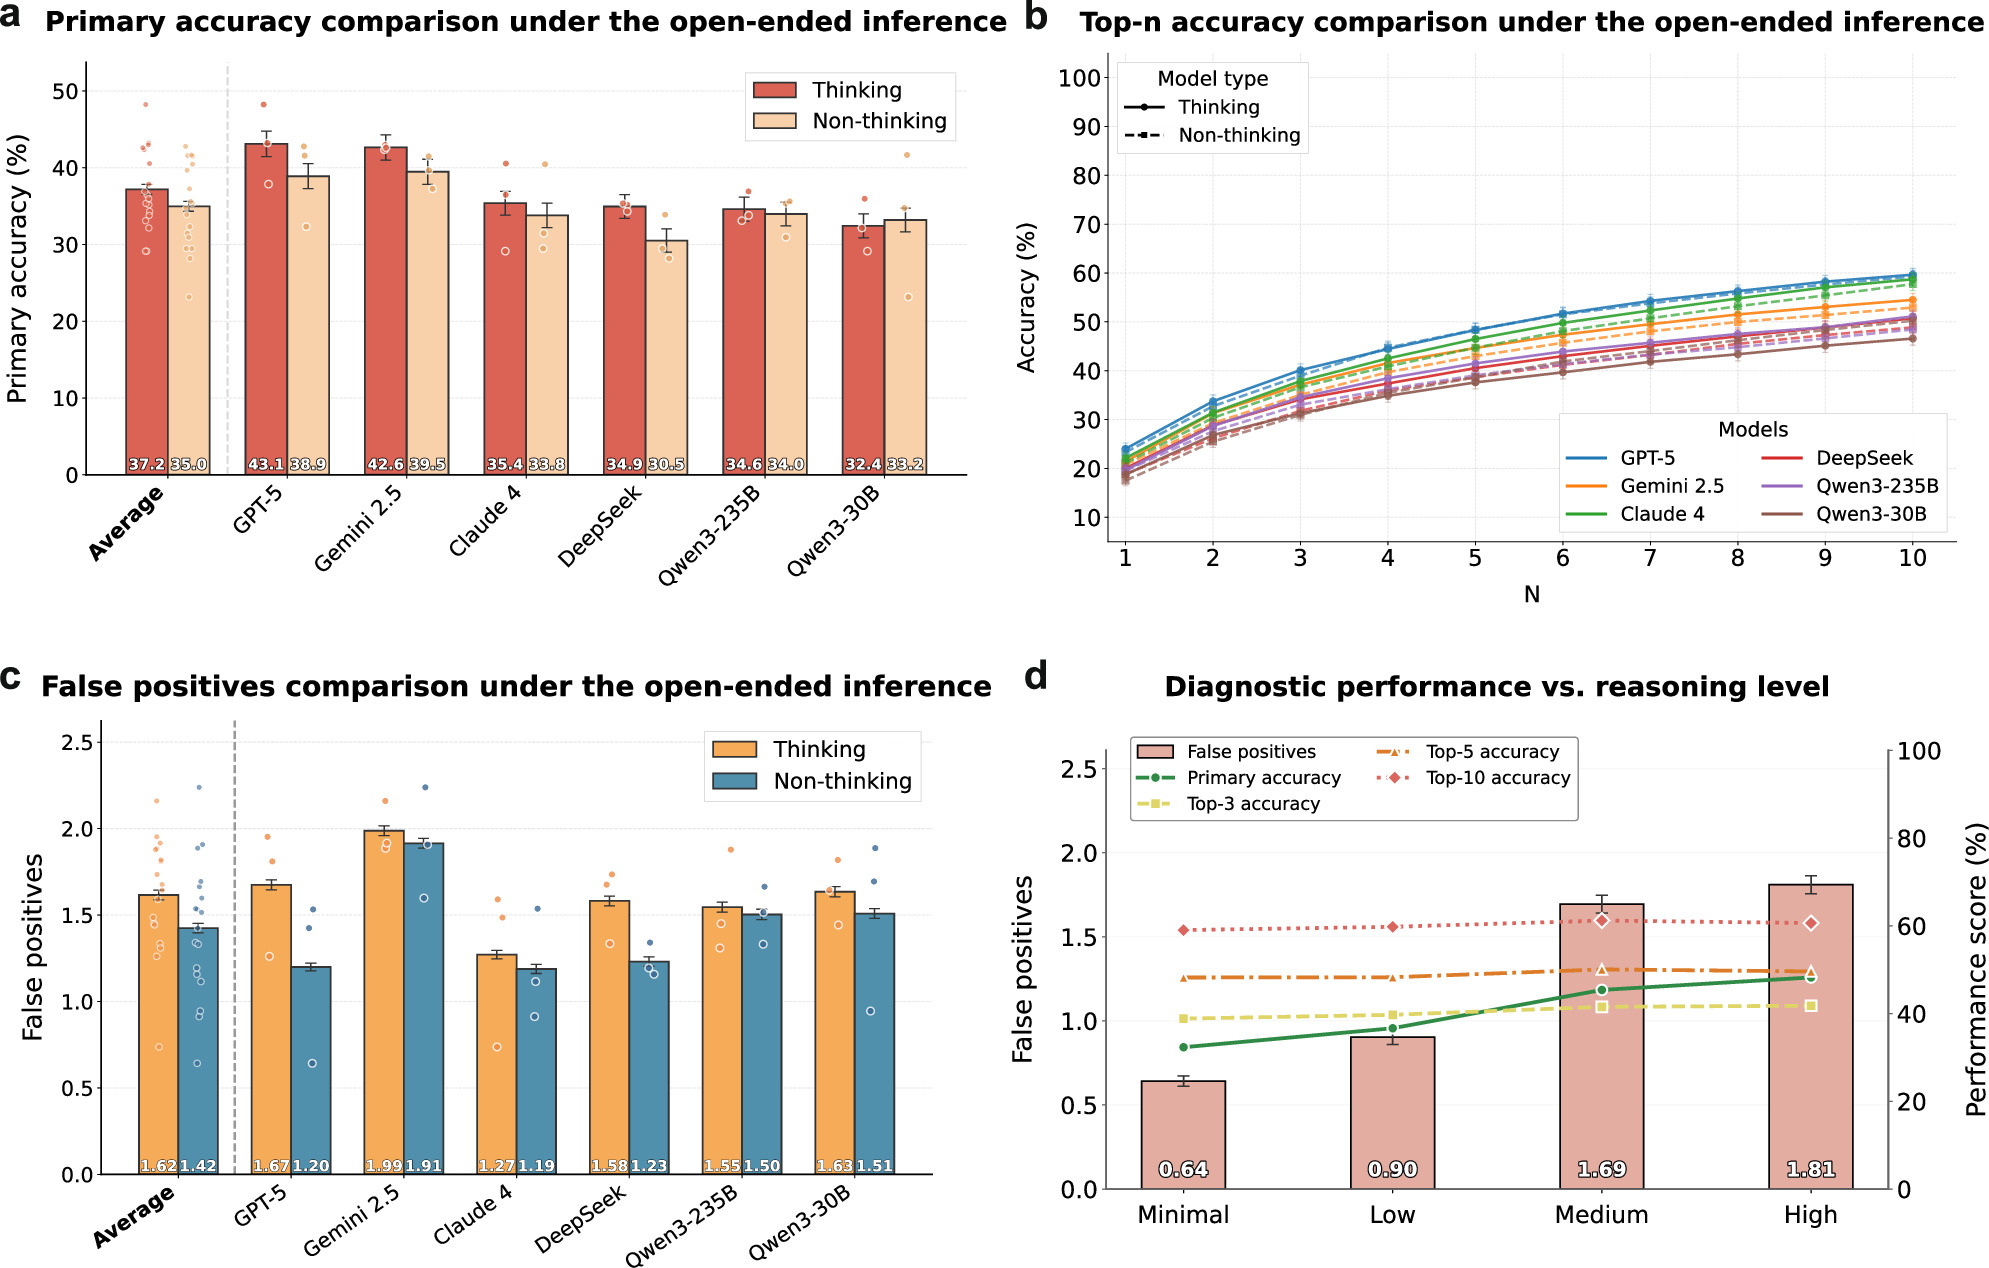 a
Primary accuracy comparison under the open-ended inference
Primary accuracy (%)
50
40
30
20
10
0
Thinking
Non-thinking
37.2 35.0 43.1 38.9 42.6 39.5 35.4 33.8 34.9 30.5 34.6 34.0 32.4 33.2
Average GPT-5 Gemini 2.5 Claude 4 DeepSeek Qwen3-235B Qwen3-30B
b
Top-n accuracy comparison under the open-ended inference
Accuracy (%)
100
90
80
70
60
50
40
30
20
10
Model type
Thinking
Non-thinking
Models
GPT-5 DeepSeek
Gemini 2.5 Qwen3-235B
Claude 4 Qwen3-30B
1 2 3 4 5 6 7 8 9 10
N
c
False positives comparison under the open-ended inference
False positives
2.5
2.0
1.5
1.0
0.5
0.0
Thinking
Non-thinking
1.62 1.42 1.67 1.20 1.99 1.91 1.27 1.19 1.58 1.23 1.55 1.50 1.63 1.51
Average GPT-5 Gemini 2.5 Claude 4 DeepSeek Qwen3-235B Qwen3-30B
d
Diagnostic performance vs. reasoning level
False positives
2.5
2.0
1.5
1.0
0.5
0.0
False positives Top-5 accuracy
Primary accuracy Top-10 accuracy
Top-3 accuracy
0.64 0.90 1.69 1.81
Minimal Low Medium High
100
80
60
40
20
0
Performance score (%)